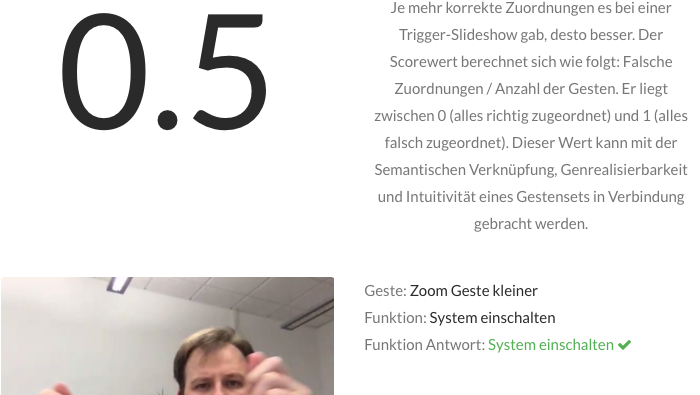 0.5
Je mehr korrekte Zuordnungen es bei einer
Trigger-Slideshow gab, desto besser. Der
Scorewert berechnet sich wie folgt: Falsche
Zuordnungen / Anzahl der Gesten. Er liegt
zwischen 0 (alles richtig zugeordnet) und 1 (alles
falsch zugeordnet). Dieser Wert kann mit der
Semantischen Verknüpfung, Genrealisierbarkeit
und Intuitivität eines Gestensets in Verbindung
gebracht werden.
Geste: Zoom Geste kleiner
Funktion: System einschalten
Funktion Antwort: System einschalten ✔